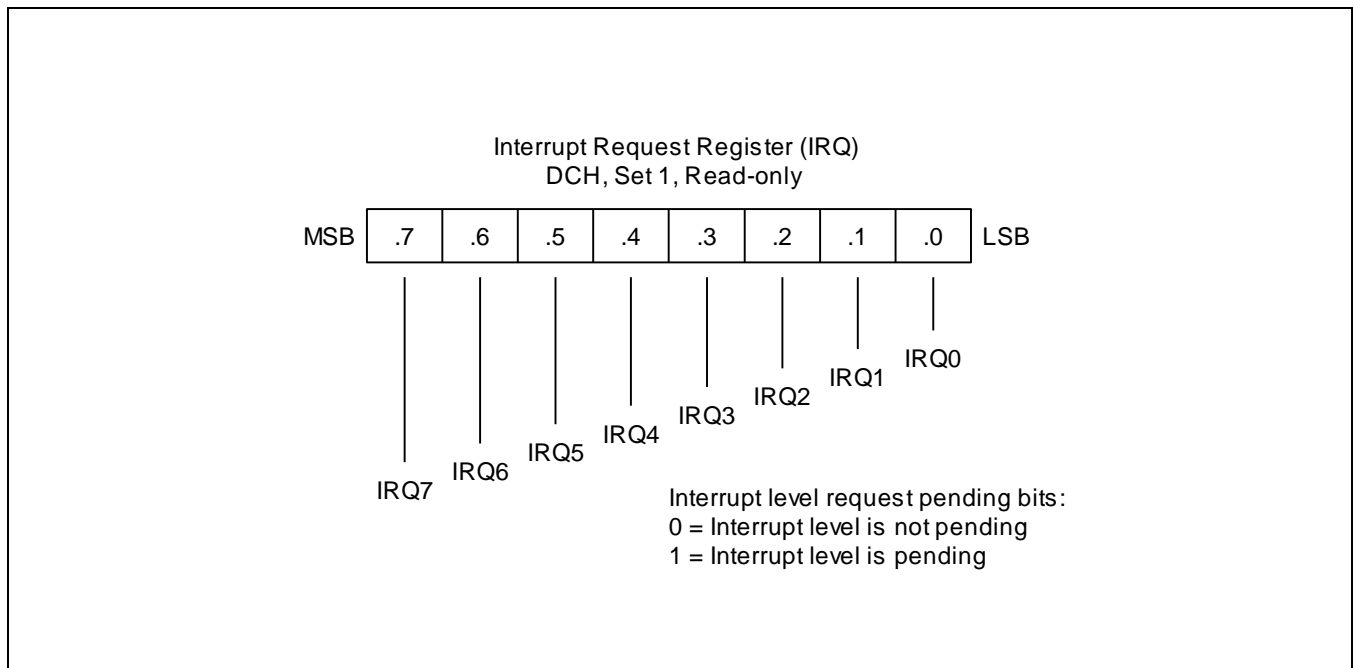 Interrupt Request Register (IRQ)
DCH, Set 1, Read-only
MSB .7 .6 .5 .4 .3 .2 .1 .0 LSB
IRQ0
IRQ1
IRQ2
IRQ3
IRQ4
IRQ5
IRQ6
IRQ7
Interrupt level request pending bits:
0 = Interrupt level is not pending
1 = Interrupt level is pending